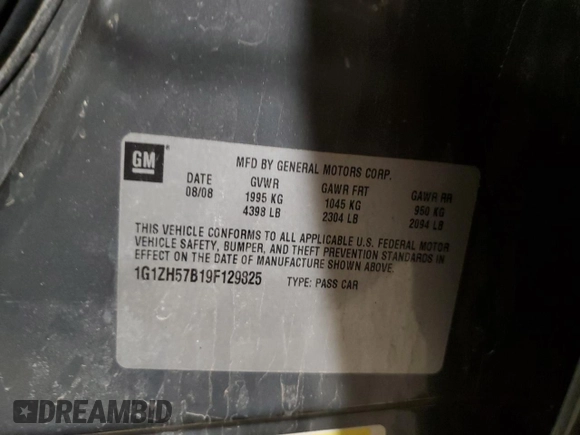 GM
MFD BY GENERAL MOTORS CORP.
DATE GVWR GAWR FRT GAWR RR
08/08 1995 KG 1045 KG 950 KG
4398 LB 2304 LB 2094 LB
THIS VEHICLE CONFORMS TO ALL APPLICABLE U.S. FEDERAL MOTOR
VEHICLE SAFETY, BUMPER, AND THEFT PREVENTION STANDARDS IN
EFFECT ON THE DATE OF MANUFACTURE SHOWN ABOVE.
1G1ZH57B19F129825 TYPE: PASS CAR
DREAMBID